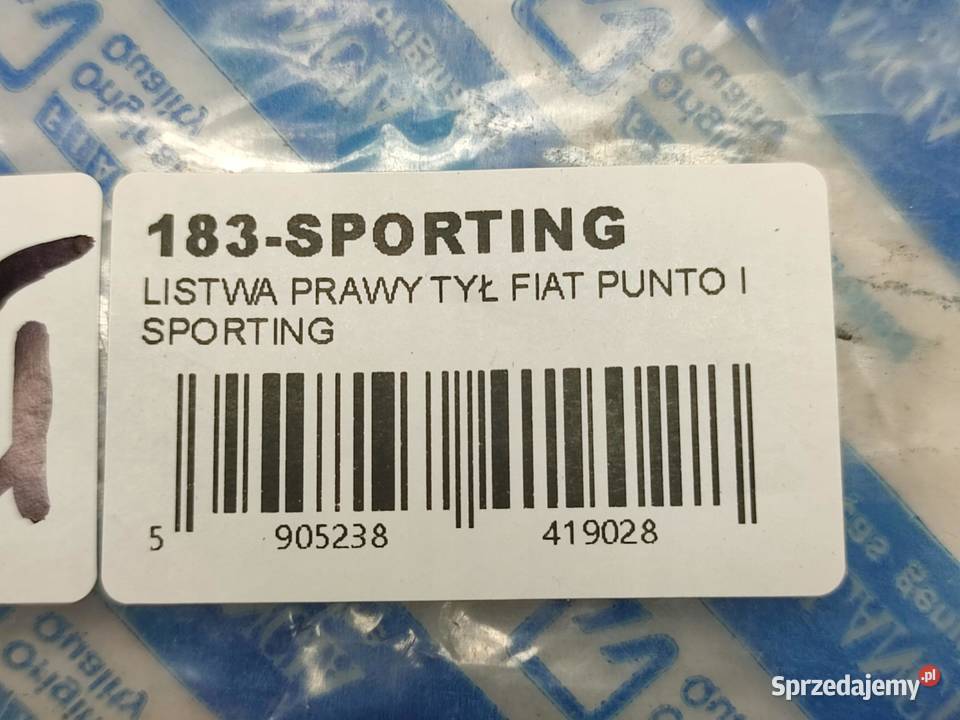 183-SPORTING
LISTWA PRAWY TYŁ FIAT PUNTO I
SPORTING
5 905238 419028
Sprzedajemy.pl